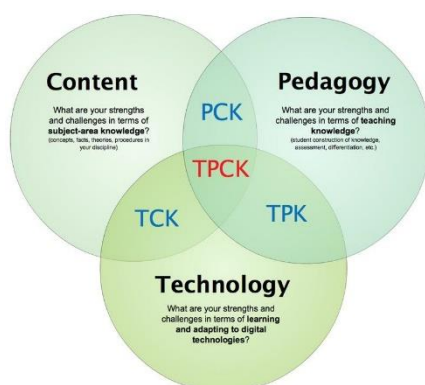 Content
What are your strengths
and challenges in terms of
subject-area knowledge?
(concepts, facts, theories, procedures in
your discipline)
Pedagogy
What are your strengths and
challenges in terms of teaching
knowledge?
(student construction of knowledge,
assessment, differentiation, etc.)
PCK
TPCK
TCK
TPK
Technology
What are your strengths and
challenges in terms of learning
and adapting to digital
technologies?